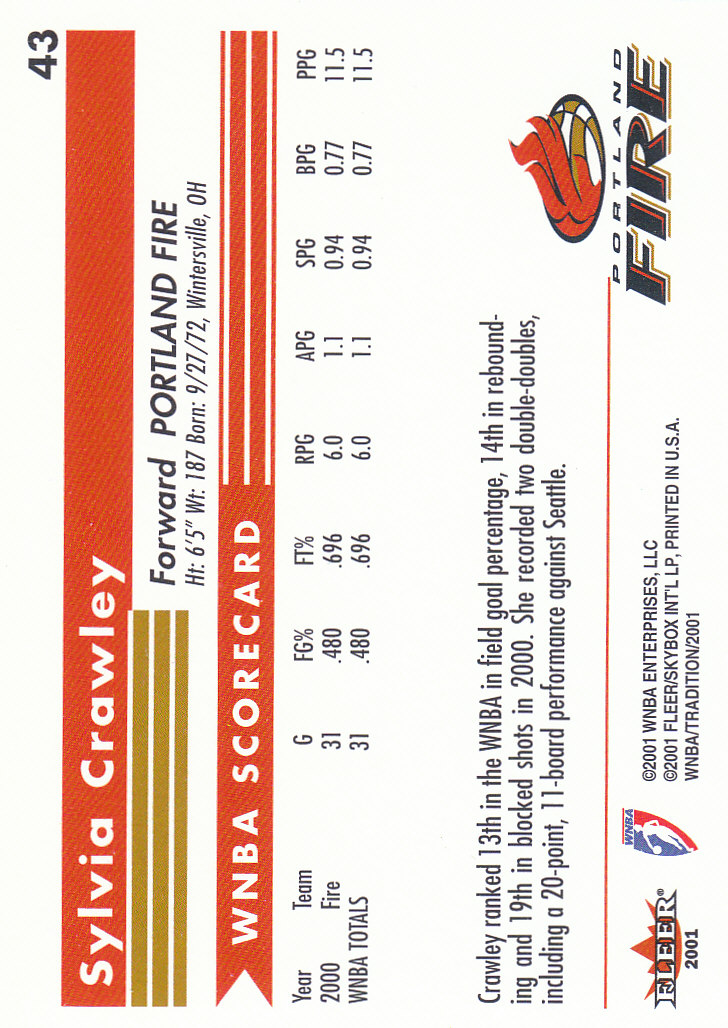 43
Sylvia Crawley
Forward PORTLAND FIRE
Ht: 6'5" Wt: 187 Born: 9/27/72, Wintersville, OH
WNBA SCORECARD
Year Team G FG% FT% RPG APG SPG BPG PPG
2000 Fire 31 .480 .696 6.0 1.1 0.94 0.77 11.5
WNBA TOTALS 31 .480 .696 6.0 1.1 0.94 0.77 11.5
Crawley ranked 13th in the WNBA in field goal percentage, 14th in rebound-
ing and 19th in blocked shots in 2000. She recorded two double-doubles,
including a 20-point, 11-board performance against Seattle.
PORTLAND
FIRE
FLEER®
2001
WNBA
©2001 WNBA ENTERPRISES, LLC
©2001 FLEER/SKYBOX INT'L LP, PRINTED IN U.S.A.
WNBA/TRADITION/2001